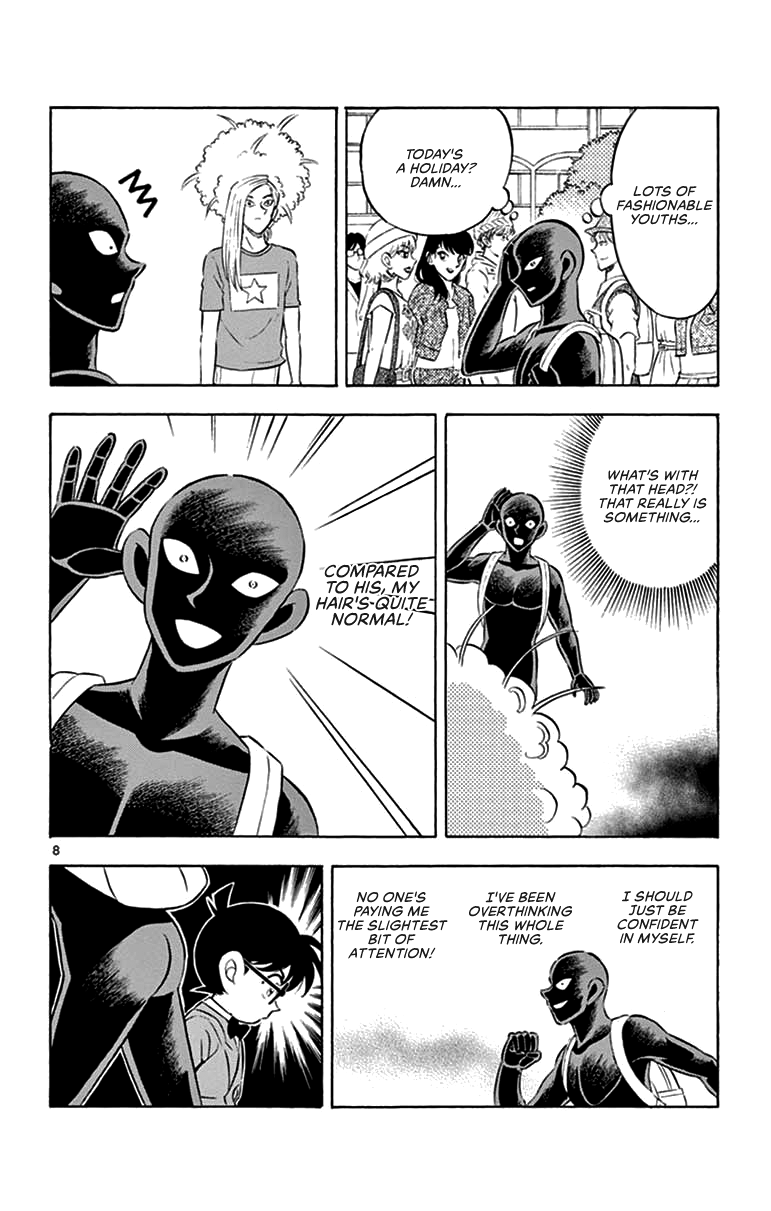 LOTS OF
FASHIONABLE
YOUTHS...
TODAY'S
A HOLIDAY?
DAMN...
WHAT'S WITH
THAT HEAD?!
THAT REALLY IS
SOMETHING...
COMPARED
TO HIS, MY
HAIR'S QUITE
NORMAL!
I SHOULD
JUST BE
CONFIDENT
IN MYSELF.
I'VE BEEN
OVERTHINKING
THIS WHOLE
THING.
NO ONE'S
PAYING ME
THE SLIGHTEST
BIT OF
ATTENTION!
8